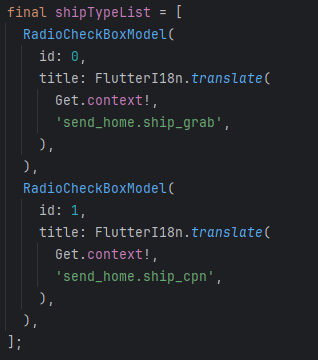 final shipTypeList = [
  RadioCheckBoxModel(
    id: 0,
    title: FlutterI18n.translate(
      Get.context!,
      'send_home.ship_grab',
    ),
  ),
  RadioCheckBoxModel(
    id: 1,
    title: FlutterI18n.translate(
      Get.context!,
      'send_home.ship_cpn',
    ),
  ),
];